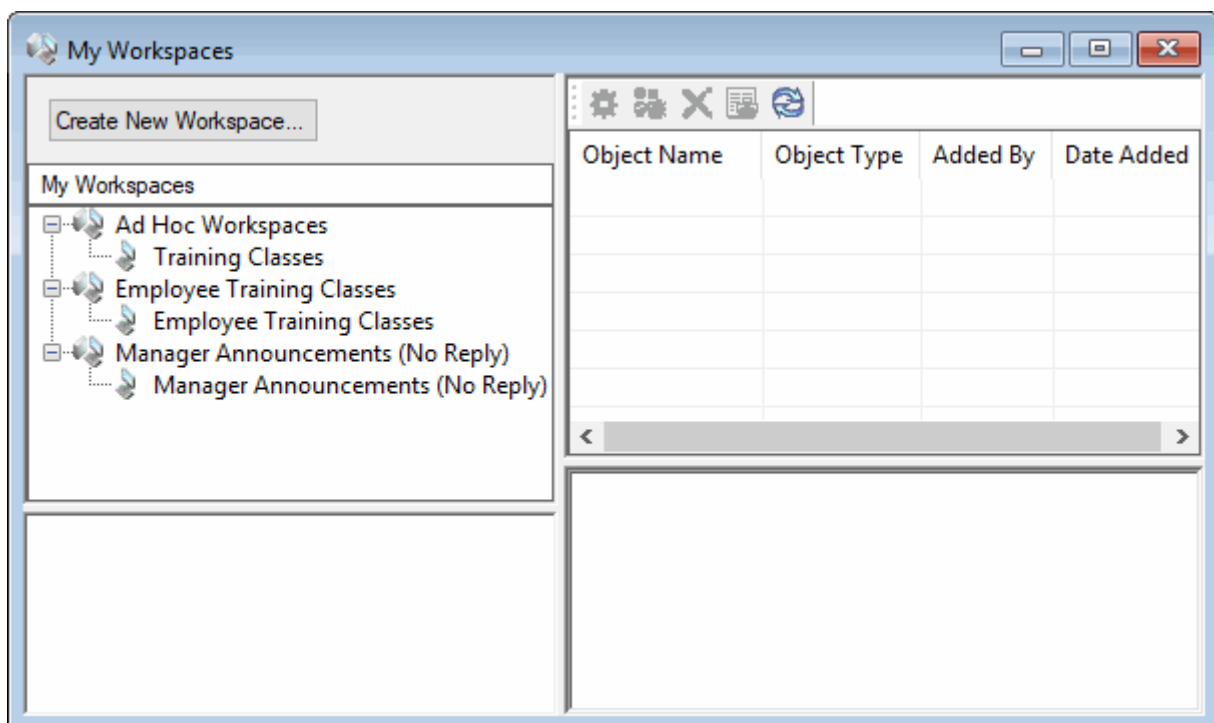 My Workspaces
Create New Workspace...
My Workspaces
Ad Hoc Workspaces
Training Classes
Employee Training Classes
Employee Training Classes
Manager Announcements (No Reply)
Manager Announcements (No Reply)
Object Name Object Type Added By Date Added